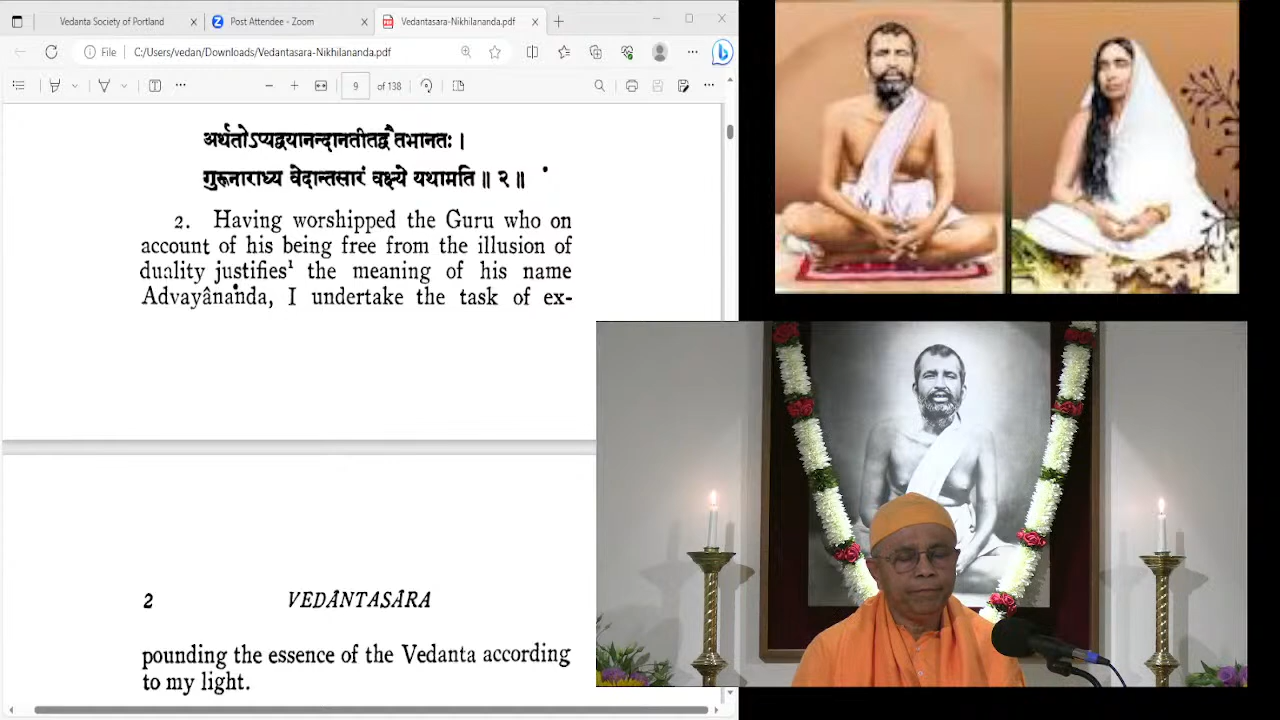 Vedanta Society of Portland
Post Attendee - Zoom
Vedantasara-Nikhilananda.pdf
File
C:/Users/vedan/Downloads/Vedantasara-Nikhilananda.pdf
9 of 138
अर्थतोऽप्यद्वयानन्दानतीतद्वैतभानतः ।
गुरूनाराध्य वेदान्तसारं वक्ष्ये यथामति ॥ २ ॥
2. Having worshipped the Guru who on
account of his being free from the illusion of
duality justifies¹ the meaning of his name
Advayânanda, I undertake the task of ex-
2 VEDÂNTASÂRA
pounding the essence of the Vedanta according
to my light.